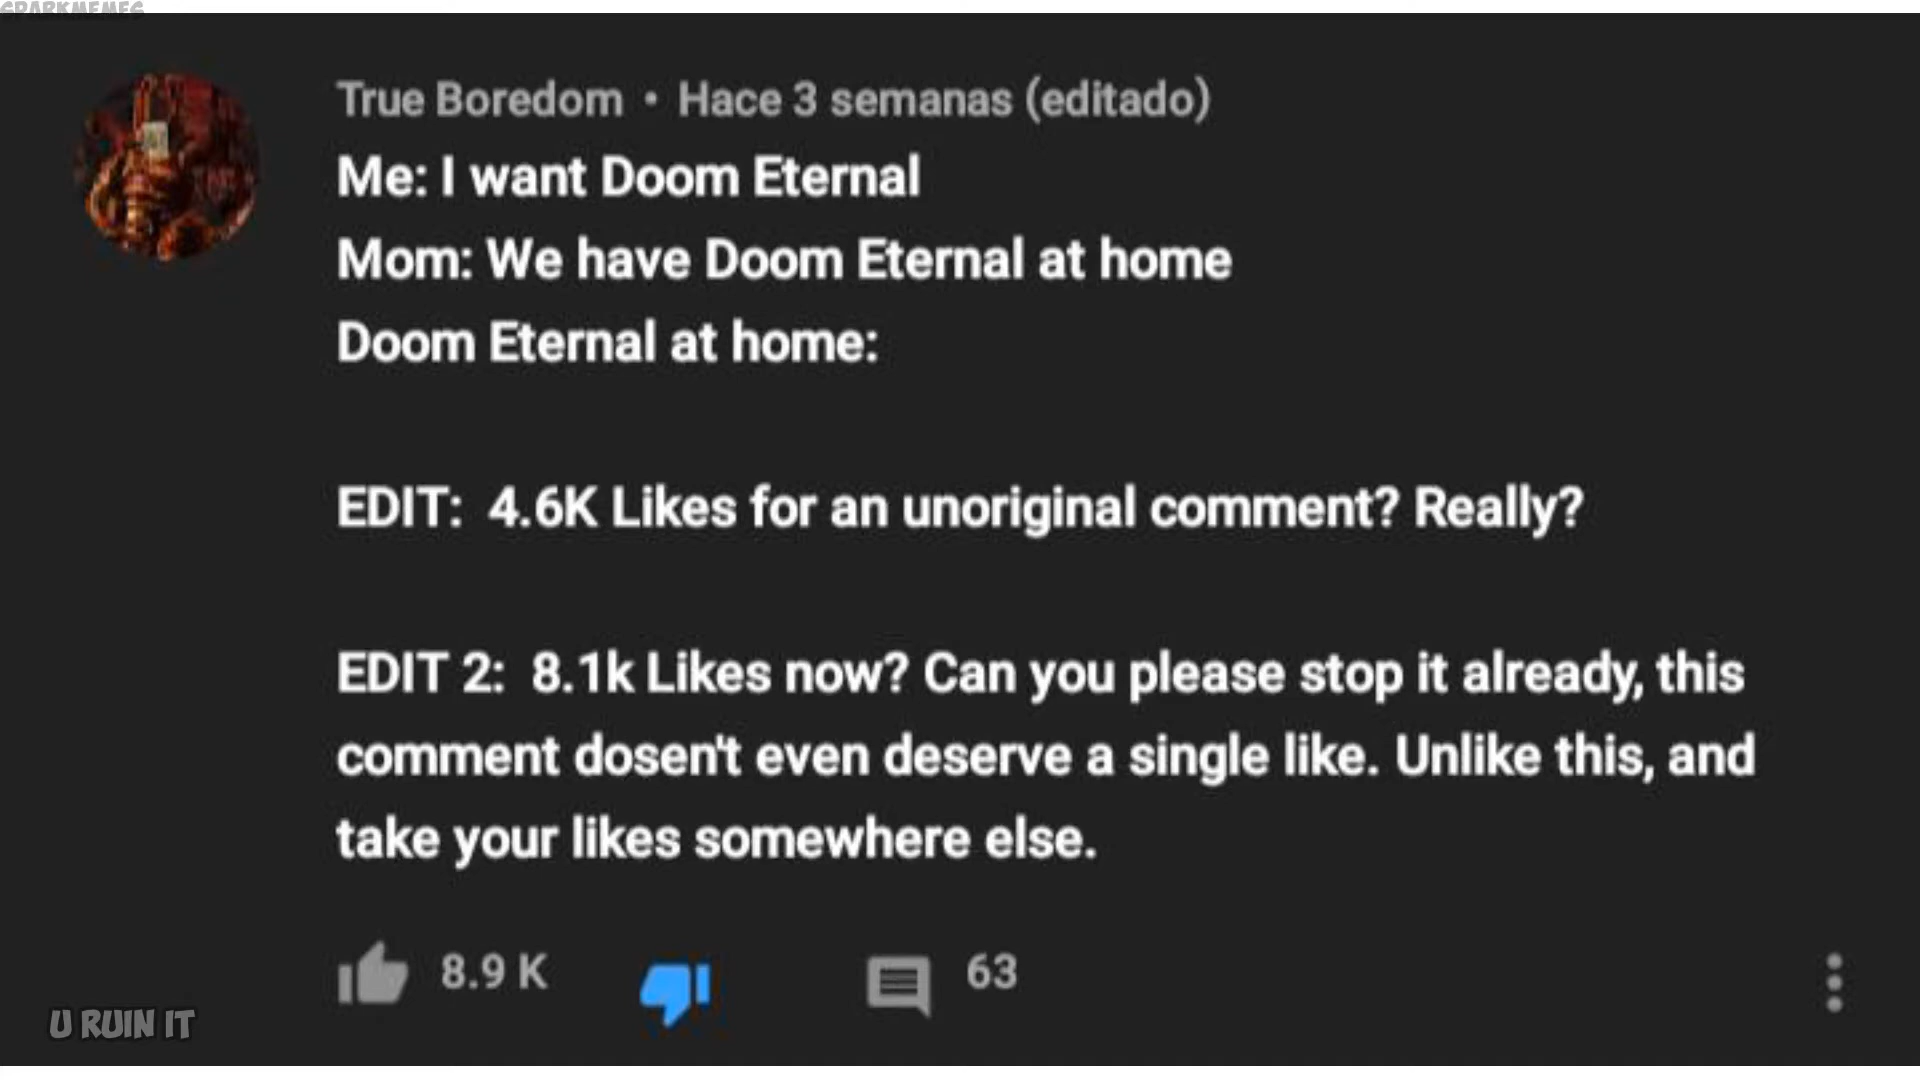 SPARKMEMES
True Boredom • Hace 3 semanas (editado)
Me: I want Doom Eternal
Mom: We have Doom Eternal at home
Doom Eternal at home:
EDIT:  4.6K Likes for an unoriginal comment? Really?
EDIT 2:  8.1k Likes now? Can you please stop it already, this
comment dosen't even deserve a single like. Unlike this, and
take your likes somewhere else.
8.9 K 63
U RUIN IT